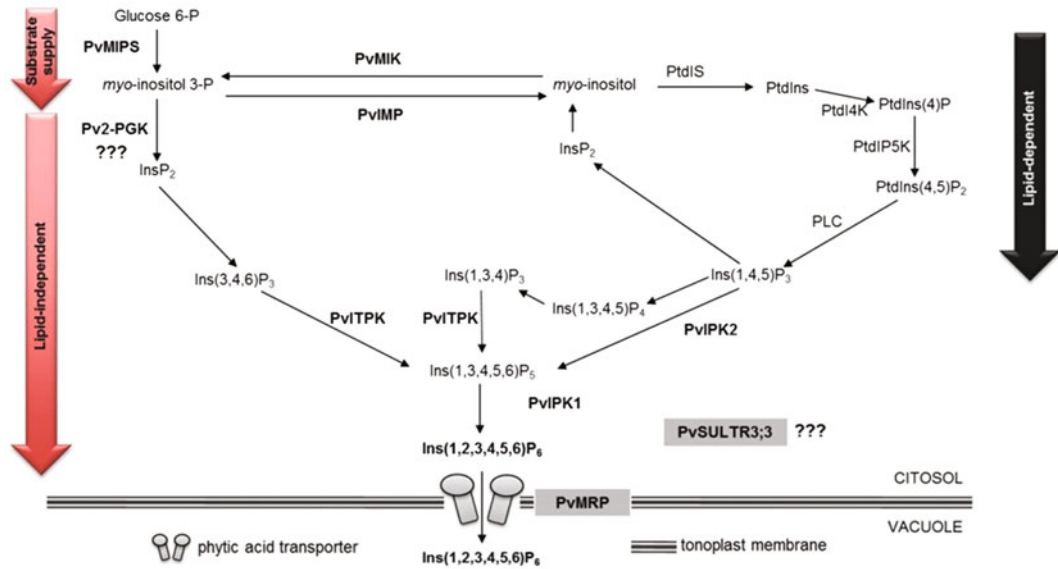 Substrate supply
Glucose 6-P
PvMIPS
myo-inositol 3-P
PvMIK
PvIMP
myo-inositol
PtdIS
PtdIns
PtdI4K
PtdIns(4)P
PtdIP5K
PtdIns(4,5)P₂
PLC
Lipid-dependent
Lipid-independent
Pv2-PGK
???
InsP₂
InsP₂
Ins(3,4,6)P₃
Ins(1,3,4)P₃
Ins(1,3,4,5)P₄
Ins(1,4,5)P₃
PvITPK
PvITPK
PvIPK2
Ins(1,3,4,5,6)P₅
PvIPK1
Ins(1,2,3,4,5,6)P₆
PvSULTR3;3 ???
CITOSOL
PvMRP
VACUOLE
phytic acid transporter
Ins(1,2,3,4,5,6)P₆
tonoplast membrane